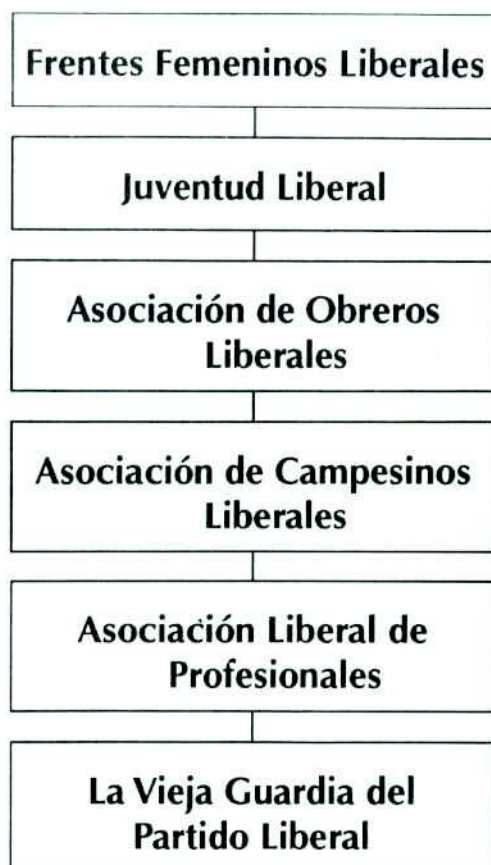 Frentes Femeninos Liberales
Juventud Liberal
Asociación de Obreros
Liberales
Asociación de Campesinos
Liberales
Asociación Liberal de
Profesionales
La Vieja Guardia del
Partido Liberal